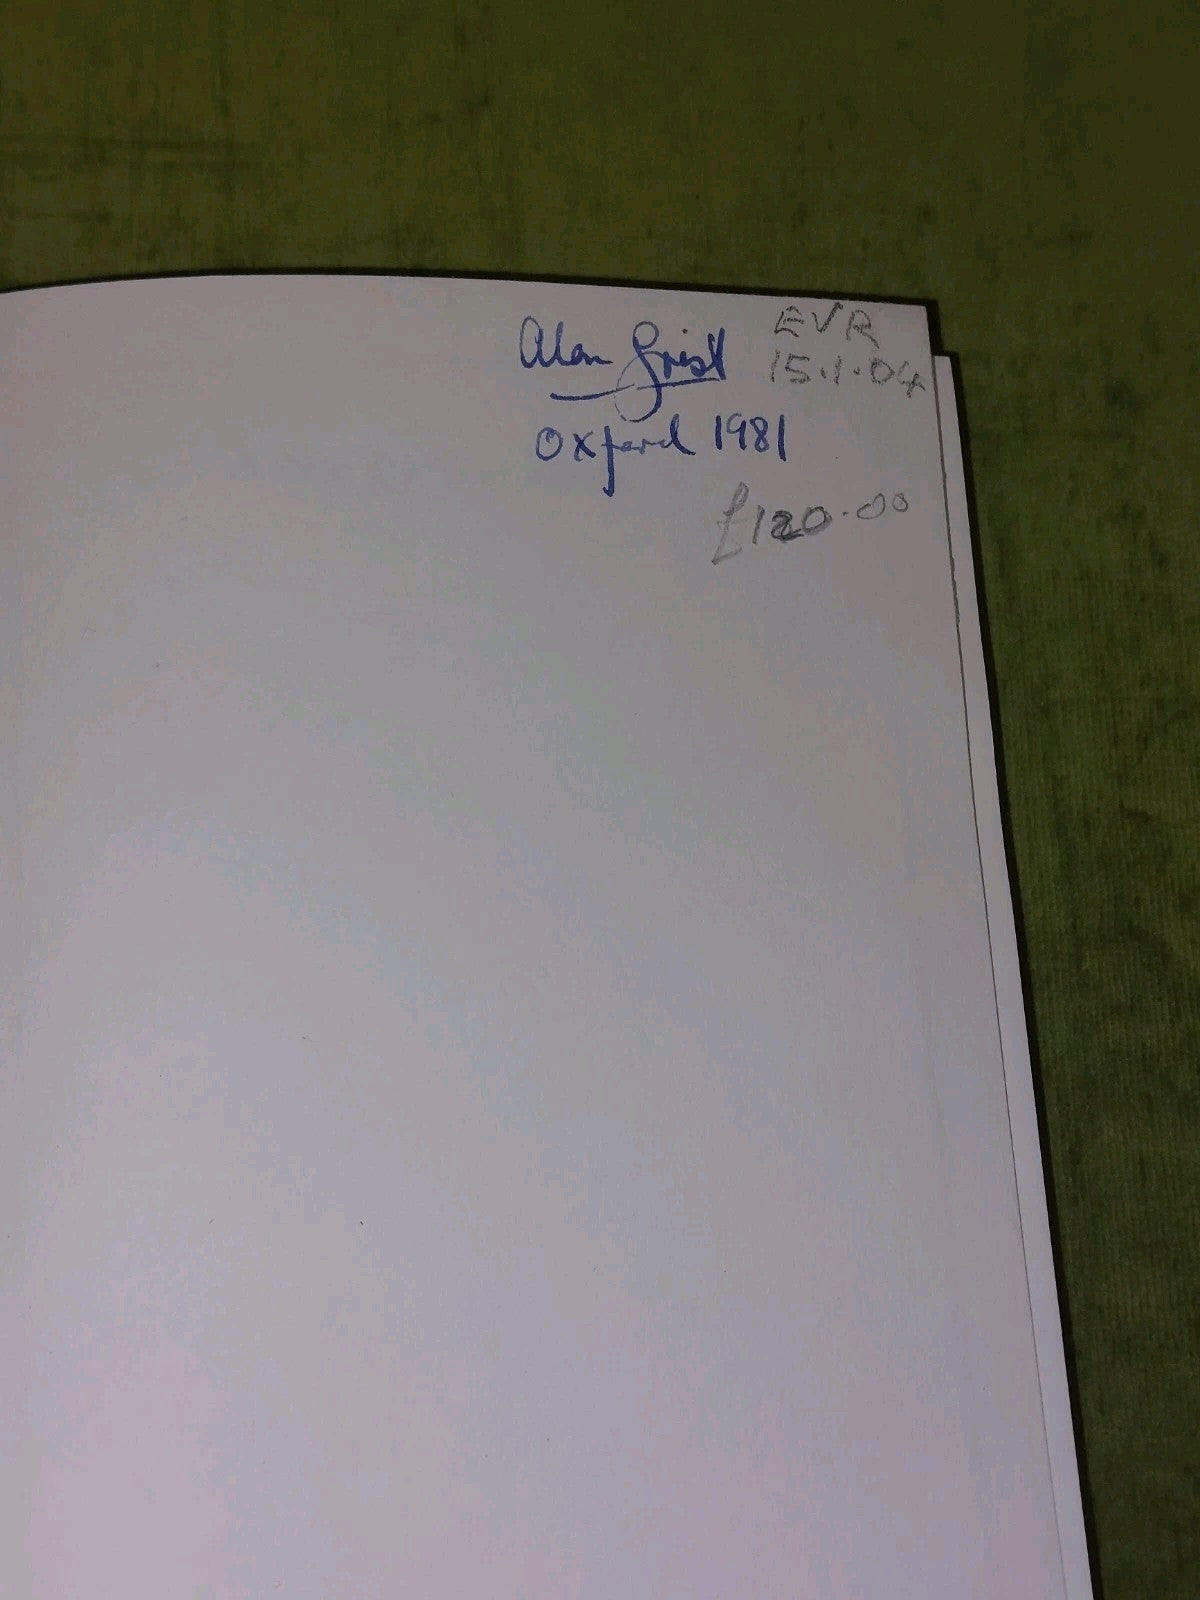 Alan Grist
Oxford 1981
EVR
15.1.04
£120.00